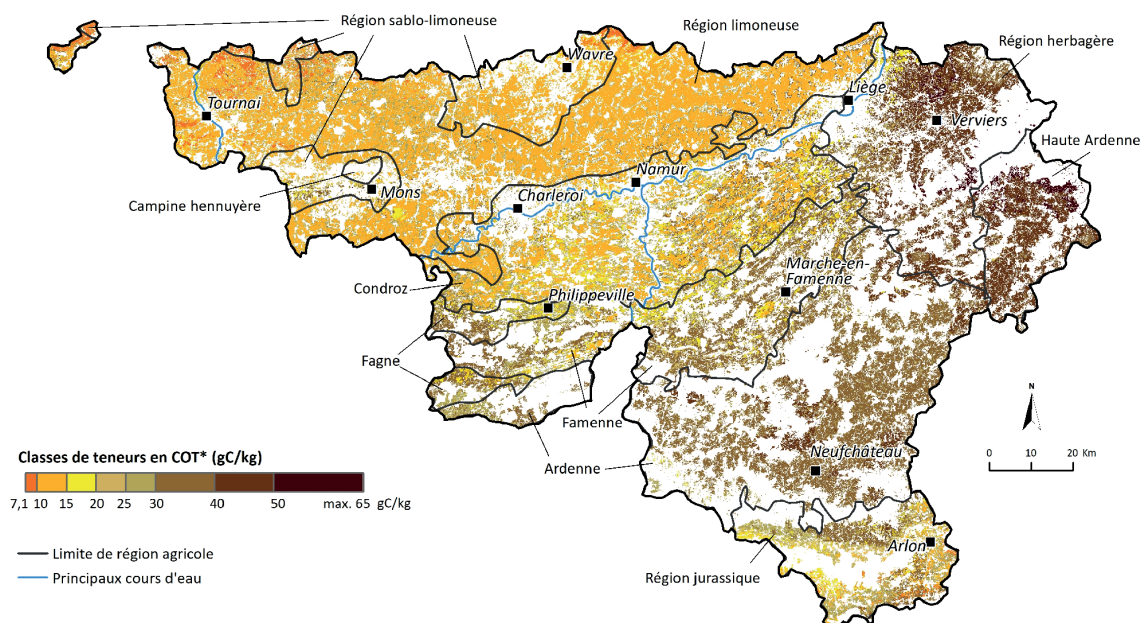 Région sablo-limoneuse
Région limoneuse
Région herbagère
Wavre
Liège
Tournai
Verviers
Haute Ardenne
Namur
Mons
Charleroi
Campine hennuyère
Marche-en-
Famenne
Condroz
Philippeville
Fagne
Famenne
Ardenne
Neufchâteau
Arlon
Région jurassique
N
0 10 20 Km
Classes de teneurs en COT* (gC/kg)
7,1 10 15 20 25 30 40 50 max. 65 gC/kg
Limite de région agricole
Principaux cours d'eau